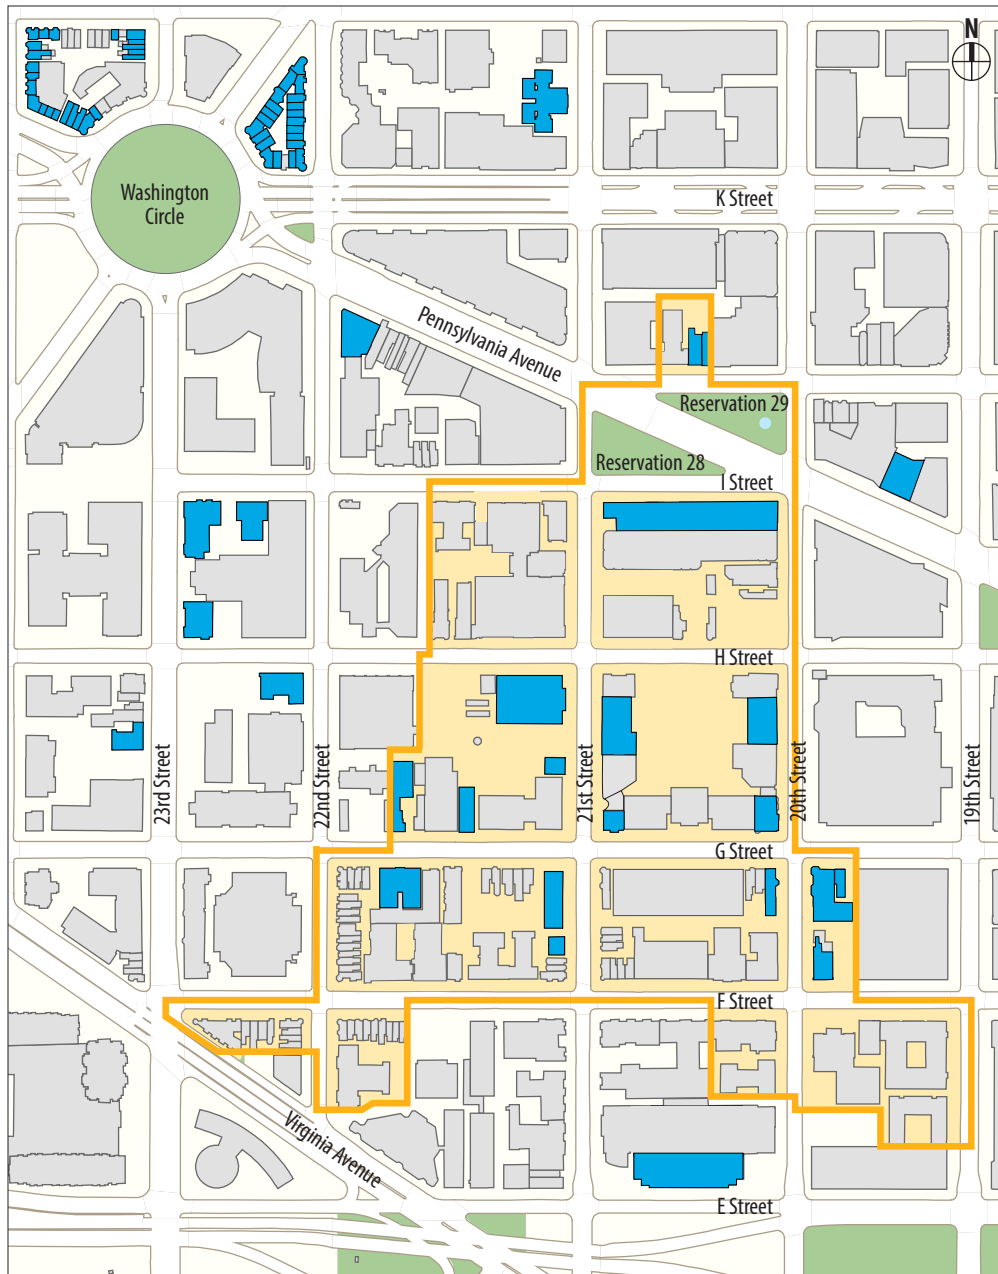 N
Washington
Circle
K Street
Pennsylvania Avenue
Reservation 29
Reservation 28
I Street
H Street
23rd Street
22nd Street
21st Street
20th Street
19th Street
G Street
F Street
Virginia Avenue
E Street